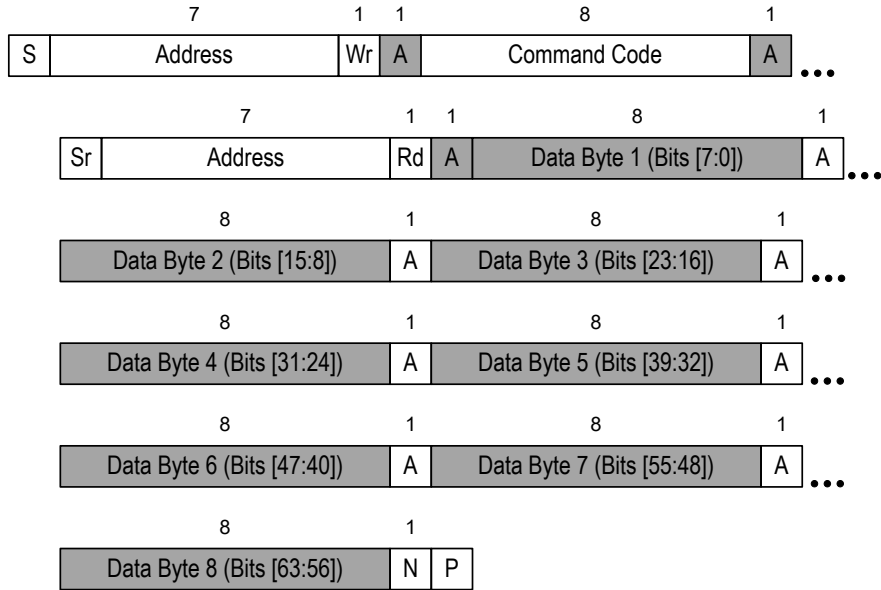 7 1 1 8 1
S Address Wr A Command Code A ...
7 1 1 8 1
Sr Address Rd A Data Byte 1 (Bits [7:0]) A ...
8 1 8 1
Data Byte 2 (Bits [15:8]) A Data Byte 3 (Bits [23:16]) A ...
8 1 8 1
Data Byte 4 (Bits [31:24]) A Data Byte 5 (Bits [39:32]) A ...
8 1 8 1
Data Byte 6 (Bits [47:40]) A Data Byte 7 (Bits [55:48]) A ...
8 1
Data Byte 8 (Bits [63:56]) N P